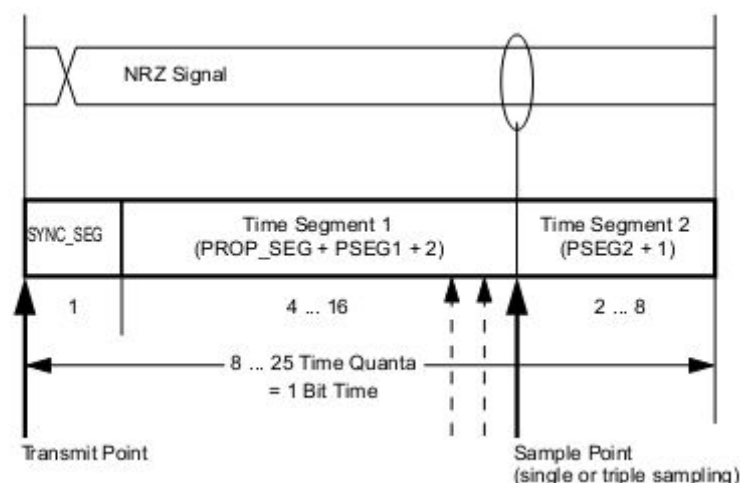 NRZ Signal
SYNC_SEG
Time Segment 1
(PROP_SEG + PSEG1 + 2)
Time Segment 2
(PSEG2 + 1)
1
4 ... 16
2 ... 8
8 ... 25 Time Quanta
= 1 Bit Time
Transmit Point
Sample Point
(single or triple sampling)